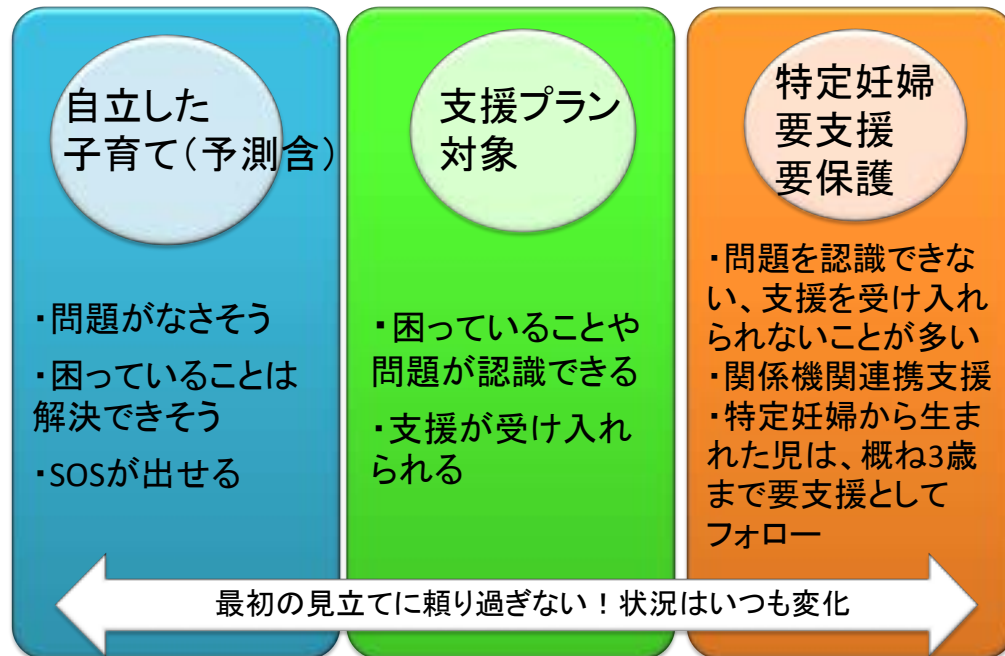 自立した
子育て(予測含)
・問題がなさそう
・困っていることは
解決できそう
・SOSが出せる
支援プラン
対象
・困っていることや
問題が認識できる
・支援が受け入れ
られる
特定妊婦
要支援
要保護
・問題を認識できな
い、支援を受け入れ
られないことが多い
・関係機関連携支援
・特定妊婦から生ま
れた児は、概ね3歳
まで要支援として
フォロー
最初の見立てに頼り過ぎない！状況はいつも変化